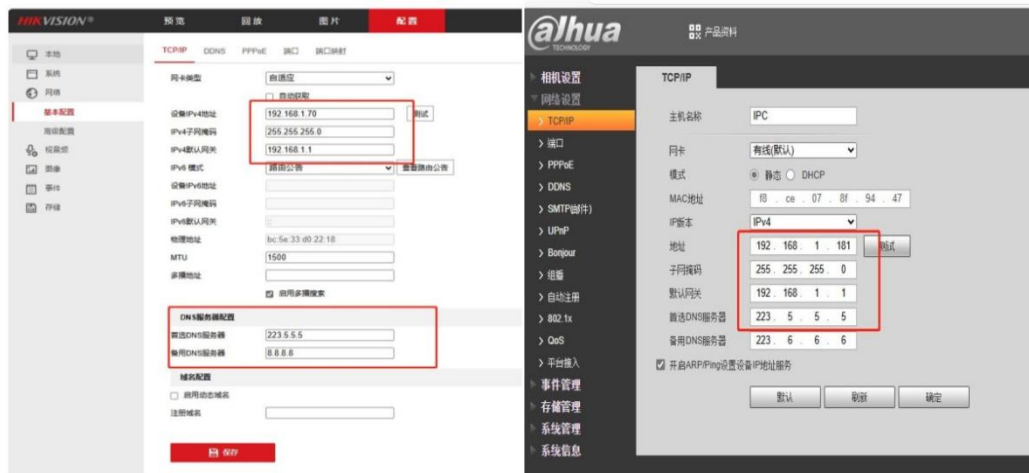 HIKVISION®
预览 回放 图片 配置
本地
系统
网络
基本配置
高级配置
视音频
图像
事件
存储
TCP/IP DDNS PPPoE 端口 端口映射
网卡类型 自适应
自动获取
设备IPv4地址 192.168.1.70 测试
IPv4子网掩码 255.255.255.0
IPv4默认网关 192.168.1.1
IPv6 模式 路由公告 查看路由公告
设备IPv6地址
IPv6子网掩码
IPv6默认网关 ::
物理地址 bc:5e:33:d0:22:18
MTU 1500
多播地址
启用多播搜索
DNS服务器配置
首选DNS服务器 223.5.5.5
备用DNS服务器 8.8.8.8
域名配置
启用动态域名
注册域名
保存
alhua
TECHNOLOGY
产品资料
相机设置
网络设置
TCP/IP
端口
PPPoE
DDNS
SMTP(邮件)
UPnP
Bonjour
组播
自动注册
802.1x
QoS
平台接入
事件管理
存储管理
系统管理
系统信息
TCP/IP
主机名称 IPC
网卡 有线(默认)
模式 静态 DHCP
MAC地址 f8 . ce . 07 . 8f . 94 . 47
IP版本 IPv4
地址 192 . 168 . 1 . 181 测试
子网掩码 255 . 255 . 255 . 0
默认网关 192 . 168 . 1 . 1
首选DNS服务器 223 . 5 . 5 . 5
备用DNS服务器 223 . 6 . 6 . 6
开启ARP/Ping设置设备IP地址服务
默认 刷新 确定